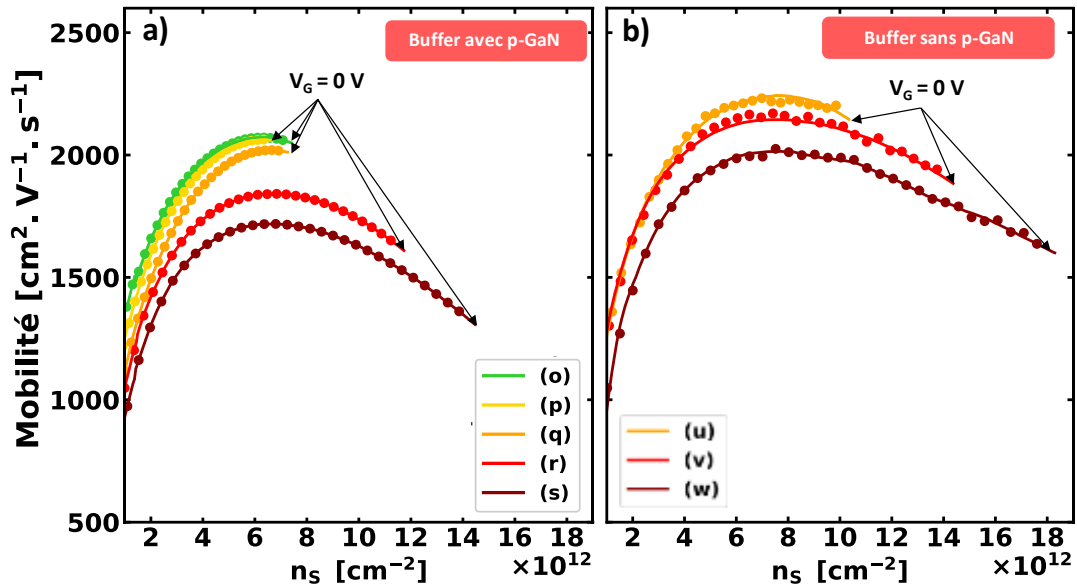 a)
Buffer avec p-GaN
V_G = 0 V
Mobilité [cm². V⁻¹. s⁻¹]
2500
2000
1500
1000
500
(o)
(p)
(q)
(r)
(s)
2 4 6 8 10 12 14 16 18
n_S [cm⁻²]
×10¹²
b)
Buffer sans p-GaN
V_G = 0 V
(u)
(v)
(w)
2 4 6 8 10 12 14 16 18
n_S [cm⁻²]
×10¹²